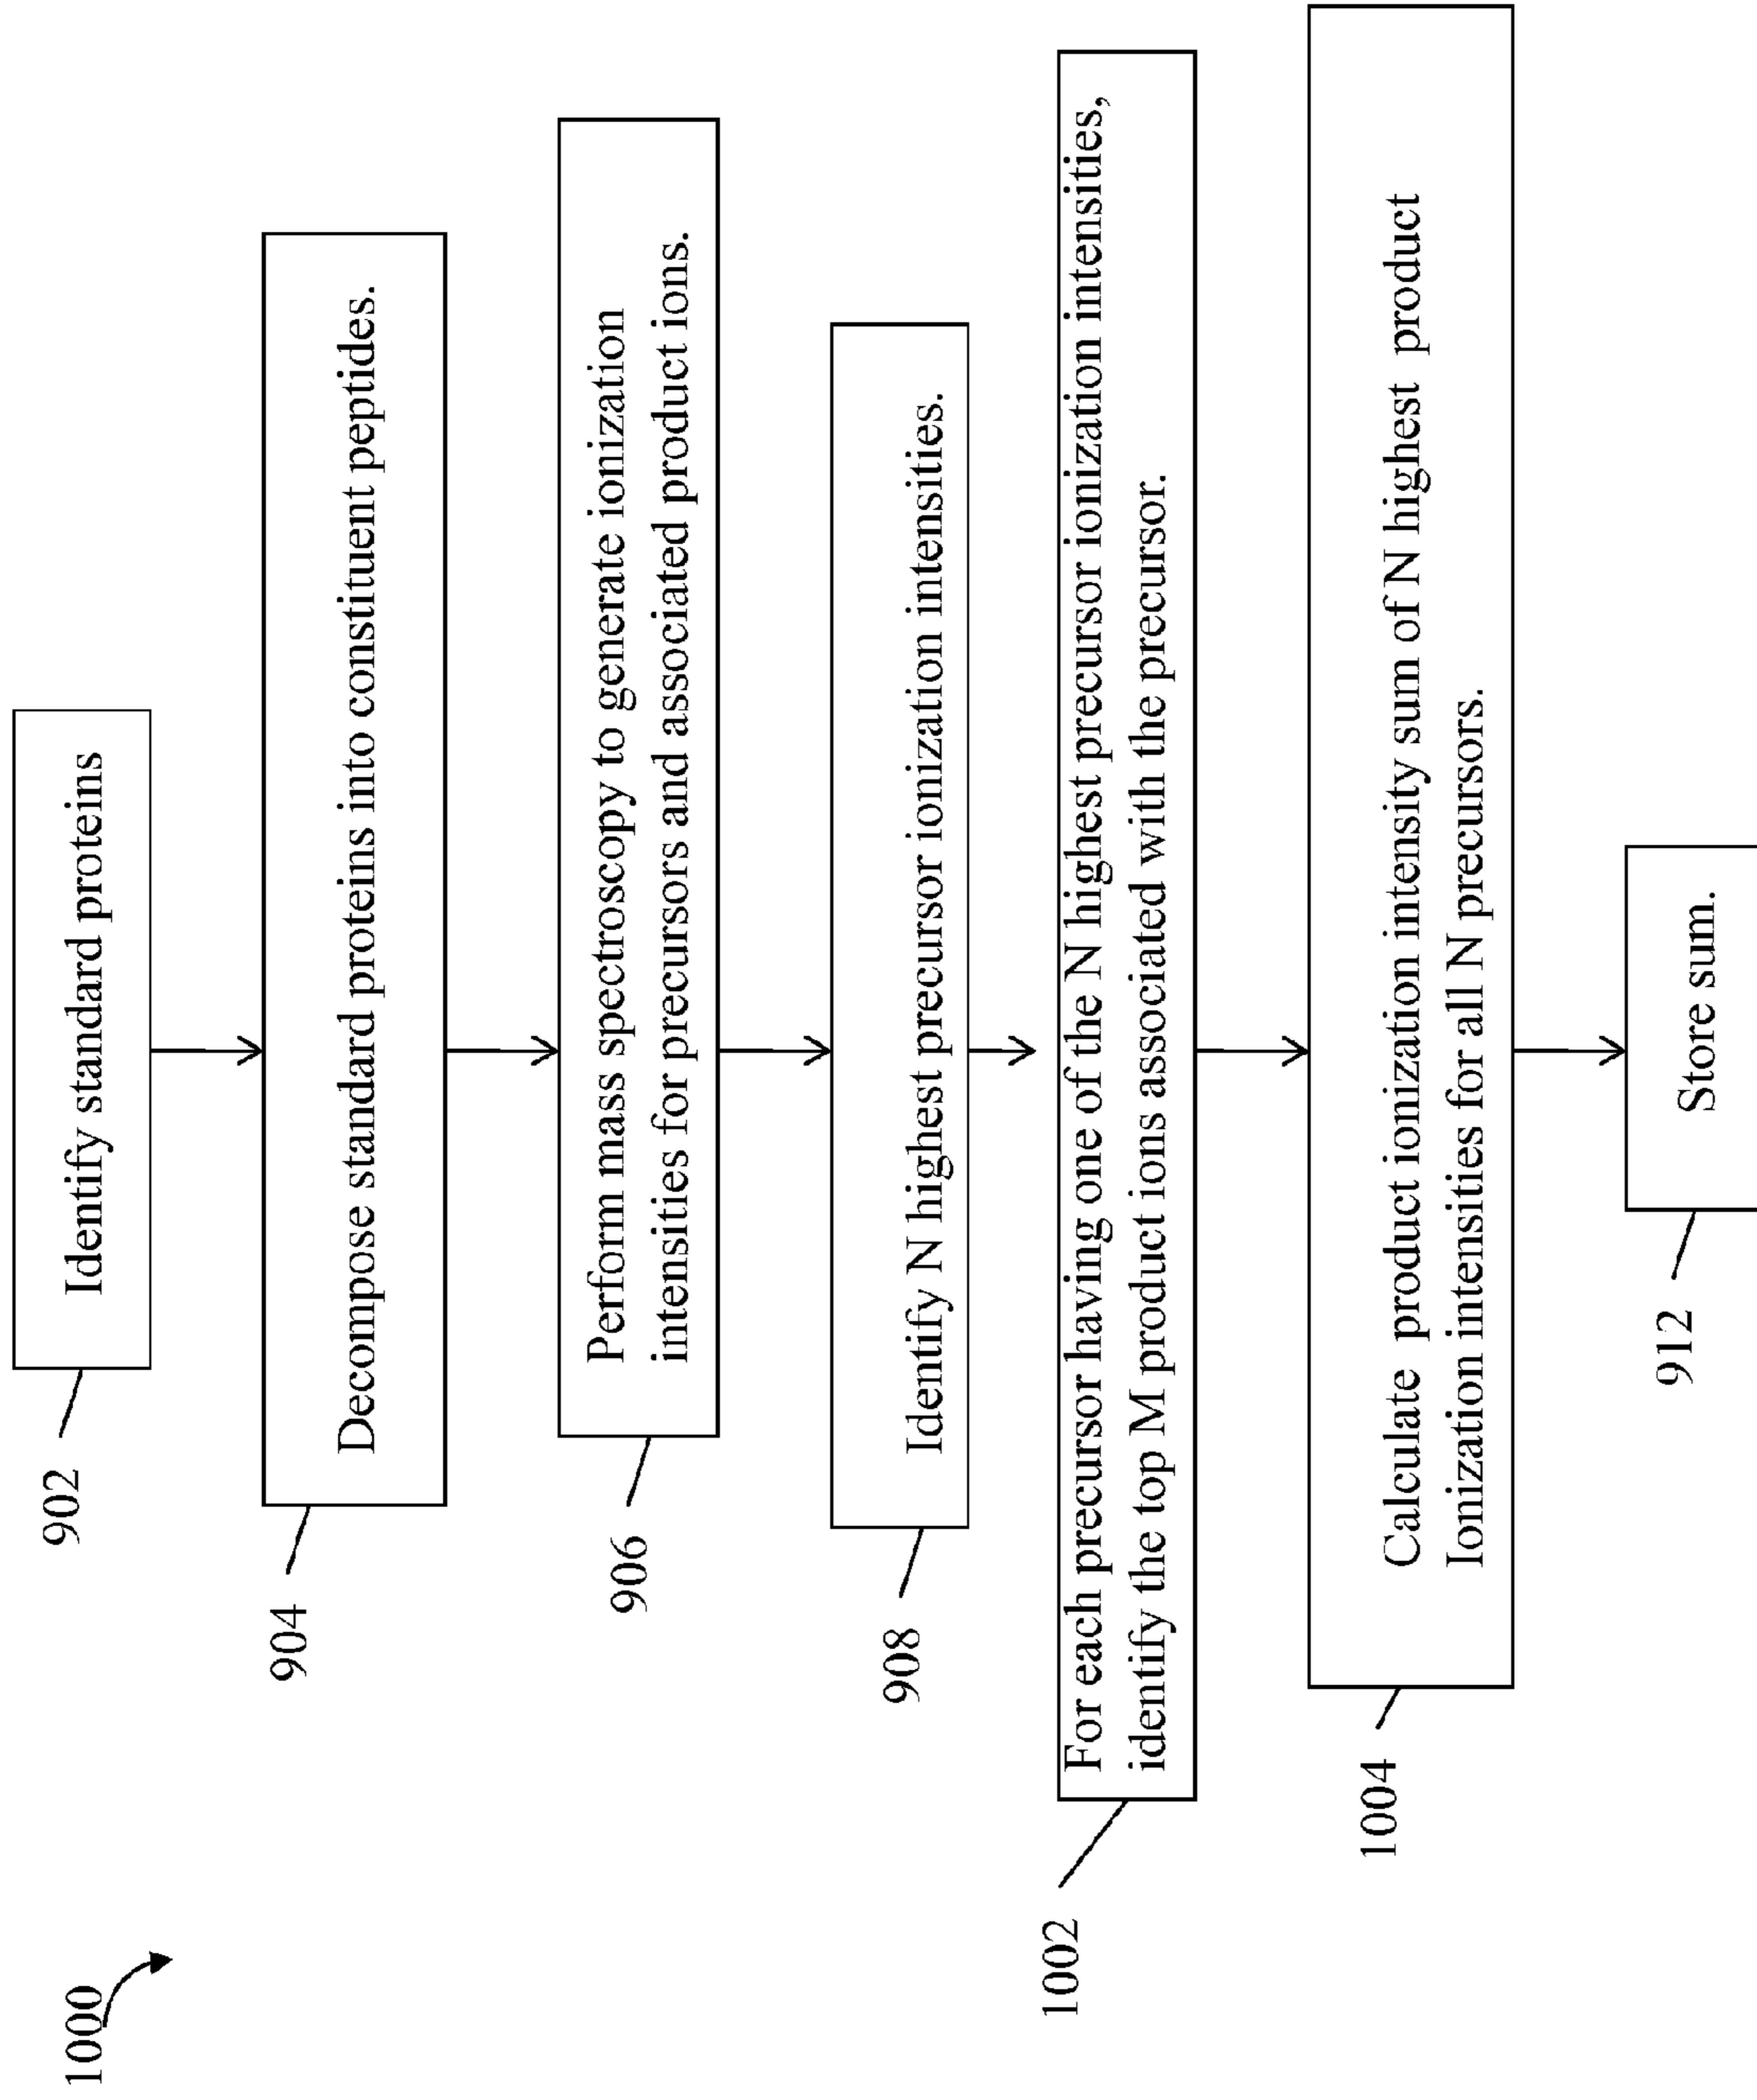 1000
902
Identify standard proteins
904
Decompose standard proteins into constituent peptides.
906
Perform mass spectroscopy to generate ionization
intensities for precursors and associated product ions.
908
Identify N highest precursor ionization intensities.
1002
For each precursor having one of the N highest precursor ionization intensities,
identify the top M product ions associated with the precursor.
1004
Calculate product ionization intensity sum of N highest product
Ionization intensities for all N precursors.
912
Store sum.